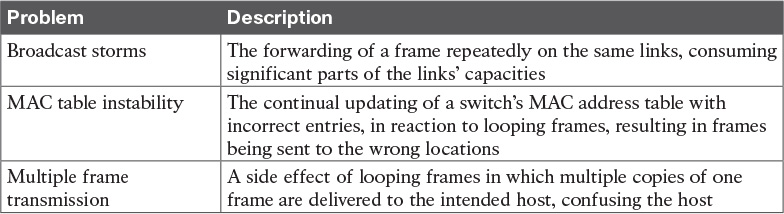 Problem Description
Broadcast storms The forwarding of a frame repeatedly on the same links, consuming
significant parts of the links’ capacities
MAC table instability The continual updating of a switch’s MAC address table with
incorrect entries, in reaction to looping frames, resulting in frames
being sent to the wrong locations
Multiple frame A side effect of looping frames in which multiple copies of one
transmission frame are delivered to the intended host, confusing the host